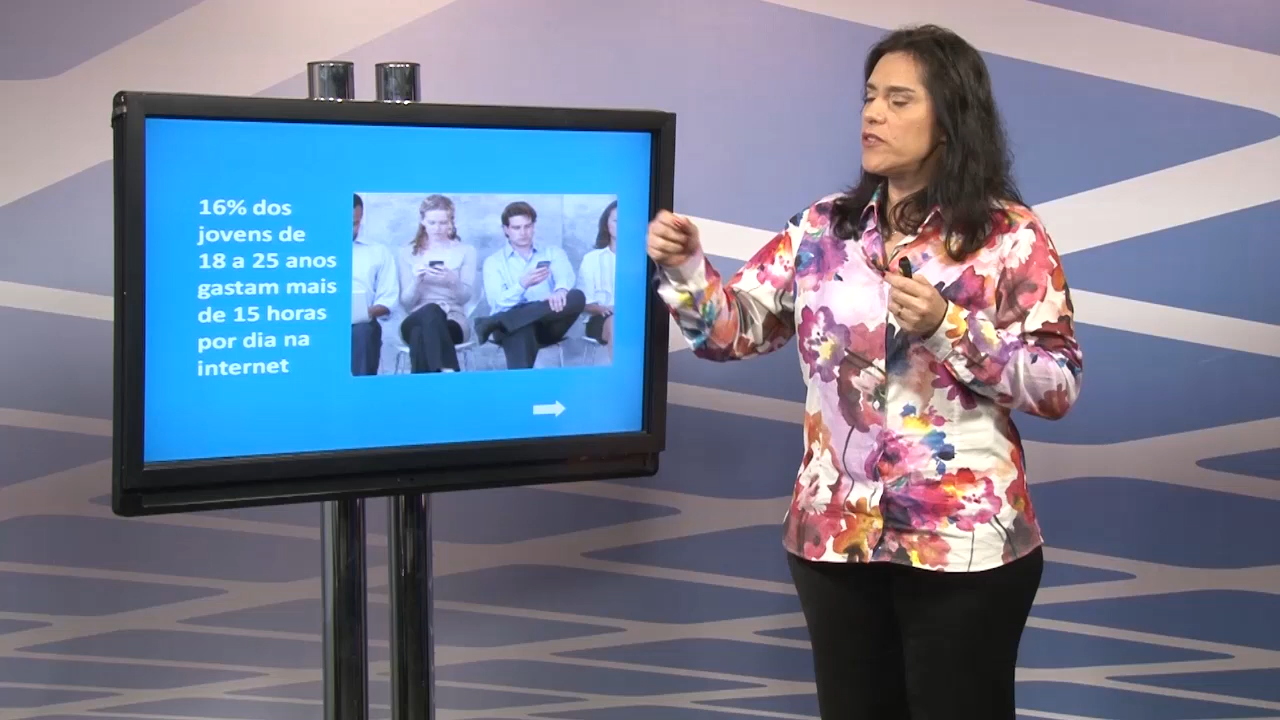 16% dos
jovens de
18 a 25 anos
gastam mais
de 15 horas
por dia na
internet